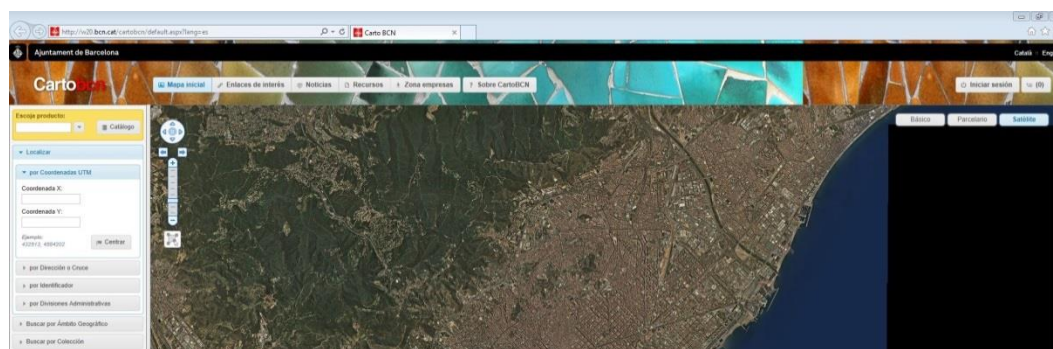 http://w20.bcn.cat/cartobcn/default.aspx?lang=es
Carto BCN
Ajuntament de Barcelona
Català
Eng
CartoBCN
Mapa inicial
Enlaces de interés
Noticias
Recursos
Zona empresas
? Sobre CartoBCN
Iniciar sesión
(0)
Escoja producto:
Catálogo
Básico
Parcelario
Satélite
Localizar
por Coordenadas UTM
Coordenada X:
Coordenada Y:
Ejemplo:
Centrar
por Dirección o Cruce
por Identificador
por Divisiones Administrativas
Buscar por Ámbito Geográfico
Buscar por Colección